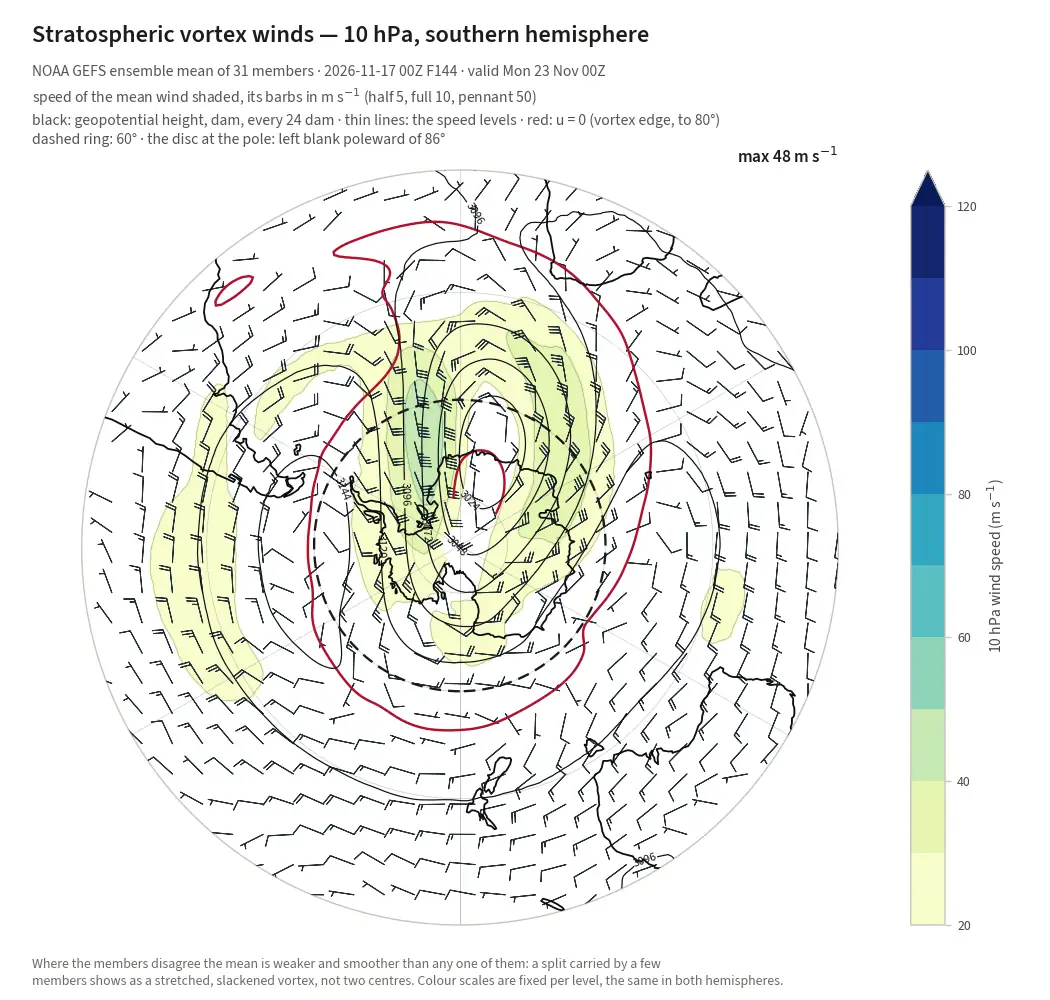 Stratospheric vortex winds — 10 hPa, southern hemisphere
NOAA GEFS ensemble mean of 31 members · 2026-11-17 00Z F144 · valid Mon 23 Nov 00Z
speed of the mean wind shaded, its barbs in m s⁻¹ (half 5, full 10, pennant 50)
black: geopotential height, dam, every 24 dam · thin lines: the speed levels · red: u = 0 (vortex edge, to 80°)
dashed ring: 60° · the disc at the pole: left blank poleward of 86°
max 48 m s⁻¹
120
100
80
60
40
20
10 hPa wind speed (m s⁻¹)
3096
3144
3096
3048
3096
Where the members disagree the mean is weaker and smoother than any one of them: a split carried by a few
members shows as a stretched, slackened vortex, not two centres. Colour scales are fixed per level, the same in both hemispheres.